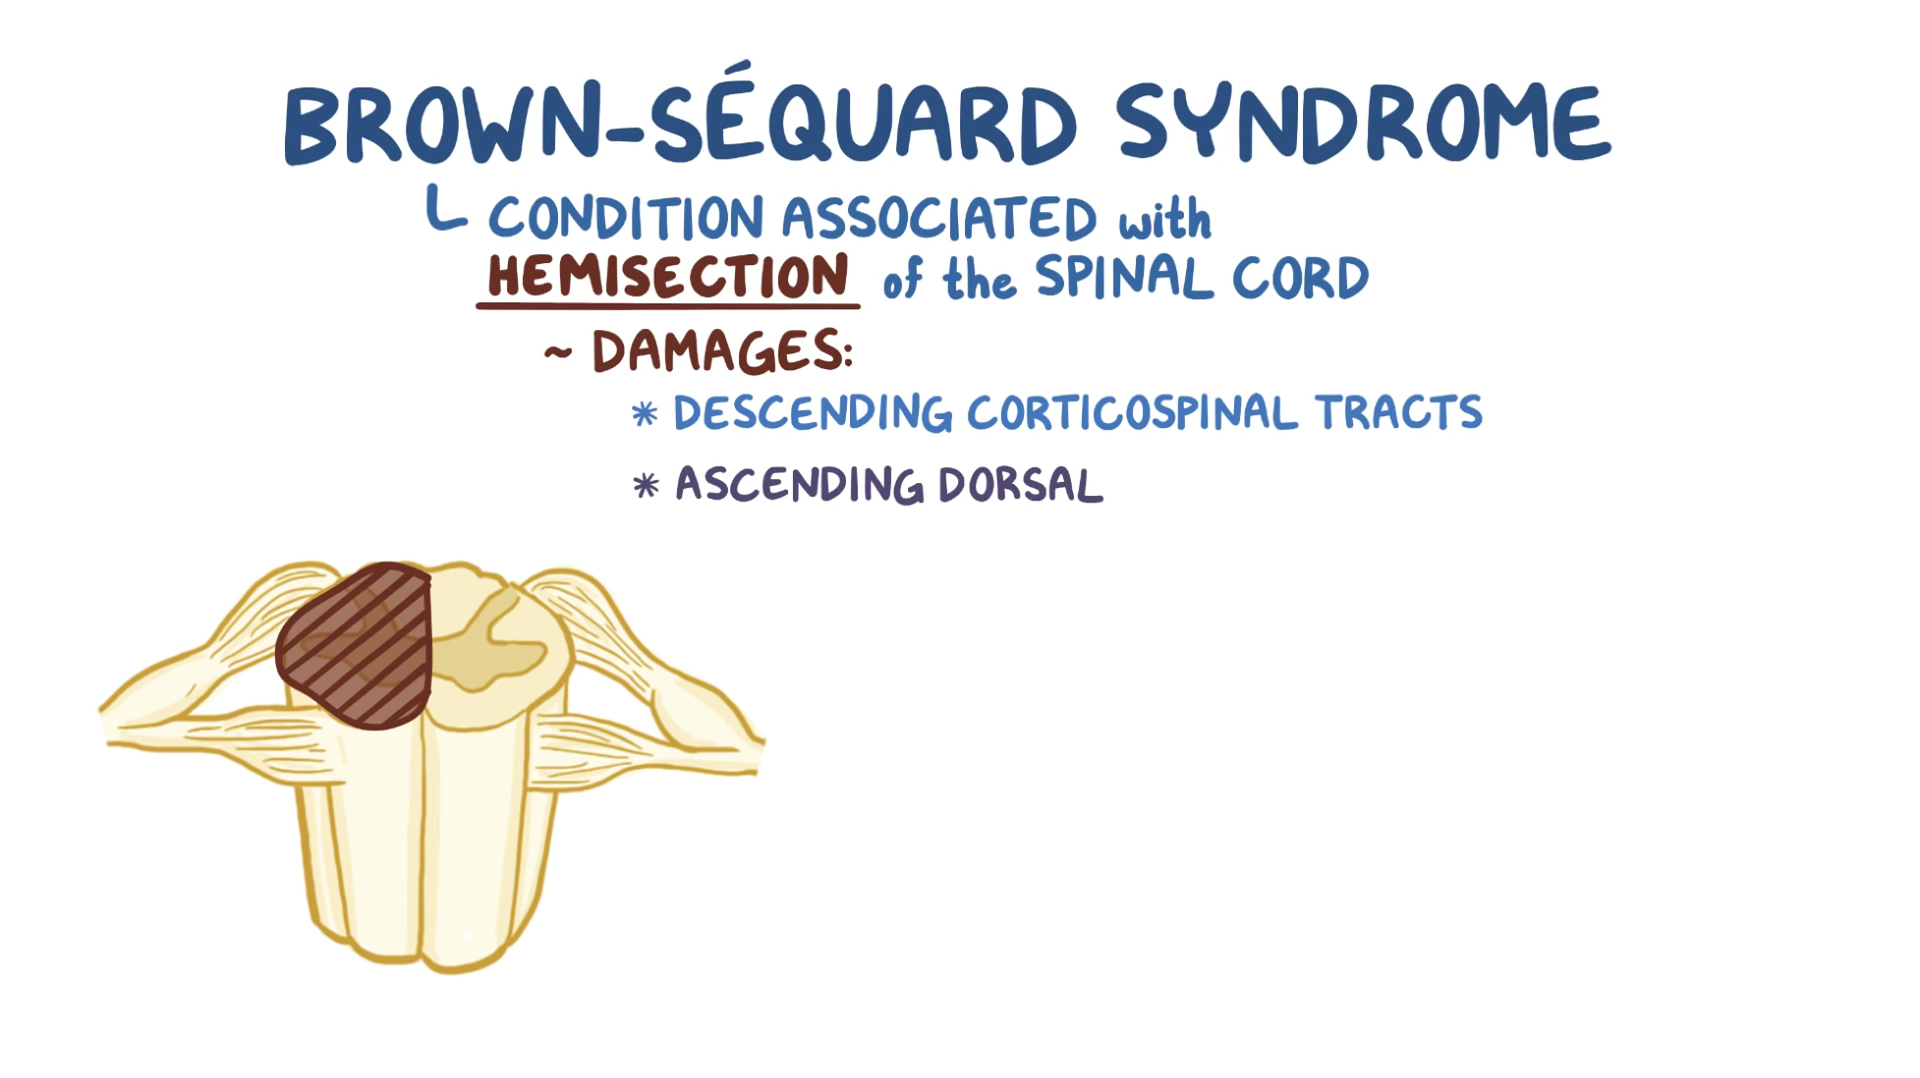 BROWN-SÉQUARD SYNDROME
CONDITION ASSOCIATED with
HEMISECTION of the SPINAL CORD
~ DAMAGES:
* DESCENDING CORTICOSPINAL TRACTS
* ASCENDING DORSAL